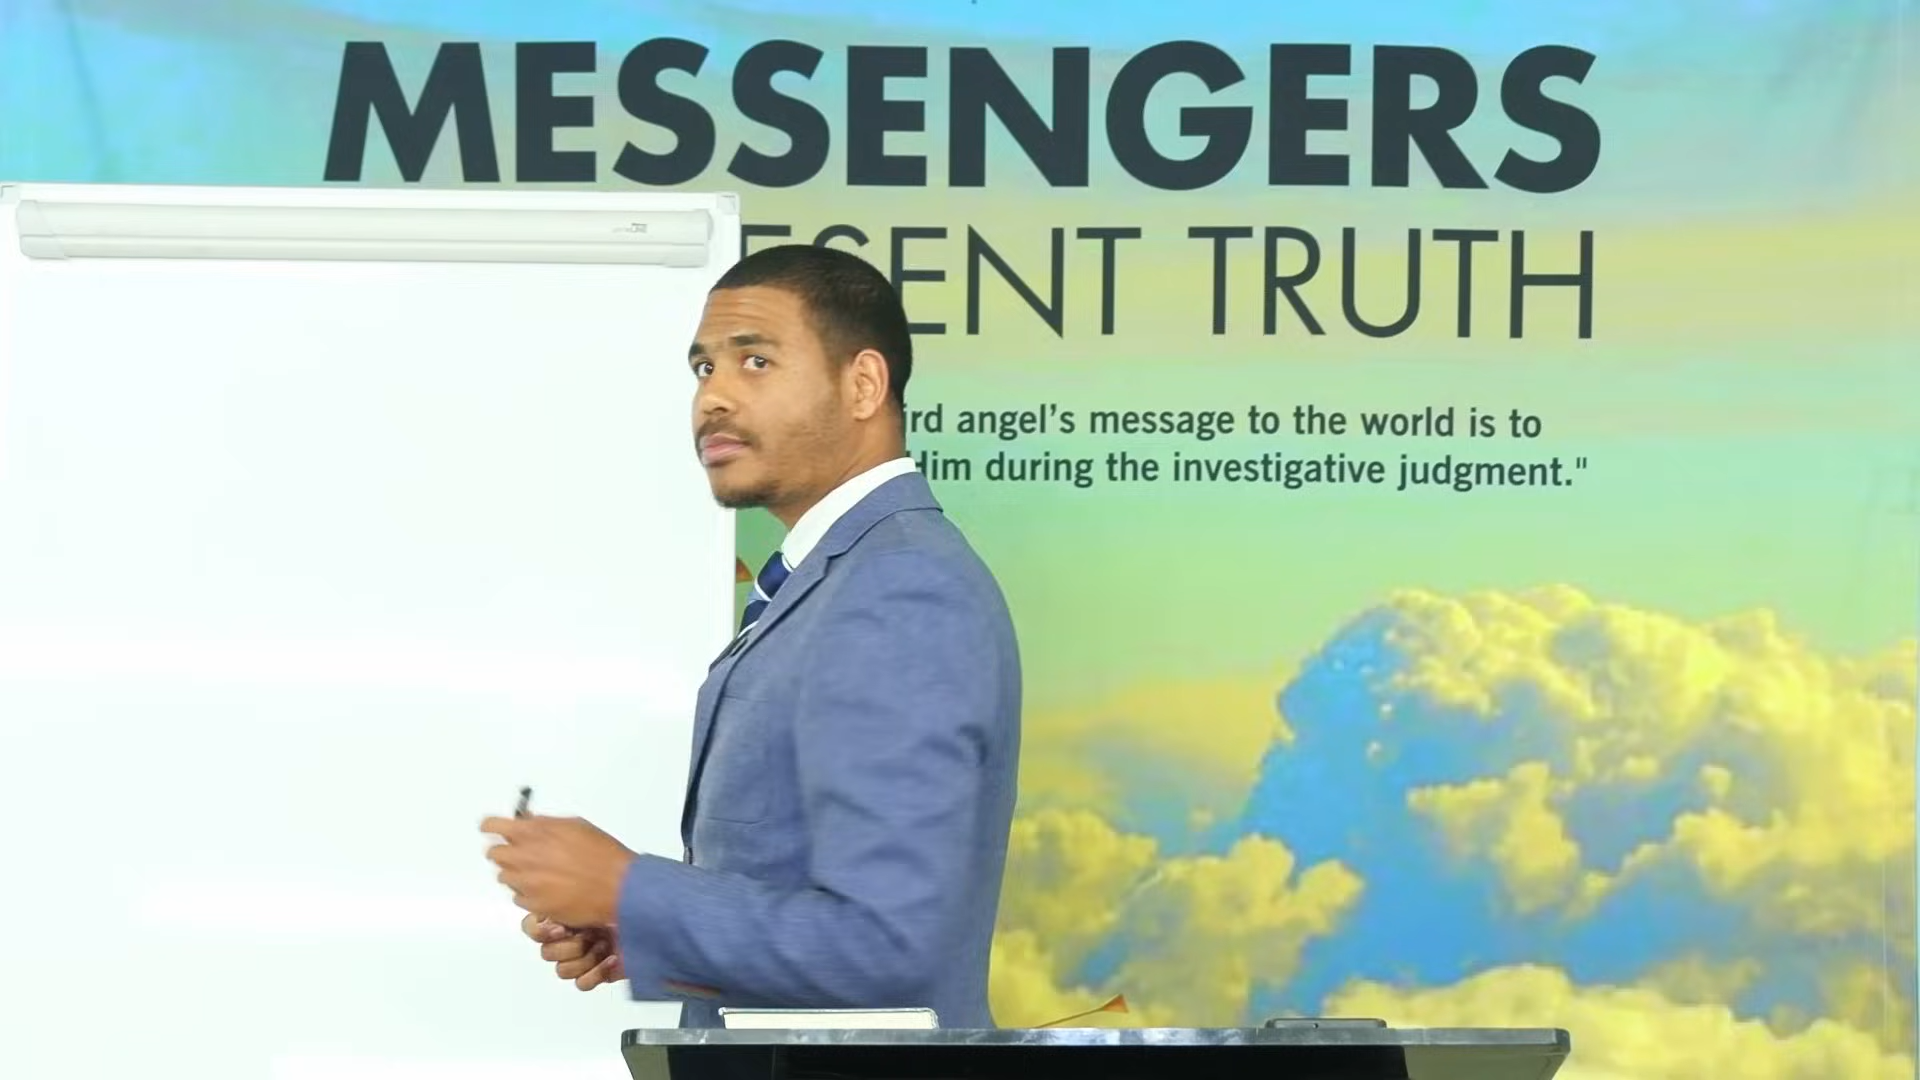 MESSENGERS
ESENT TRUTH
ird angel's message to the world is to
Him during the investigative judgment."